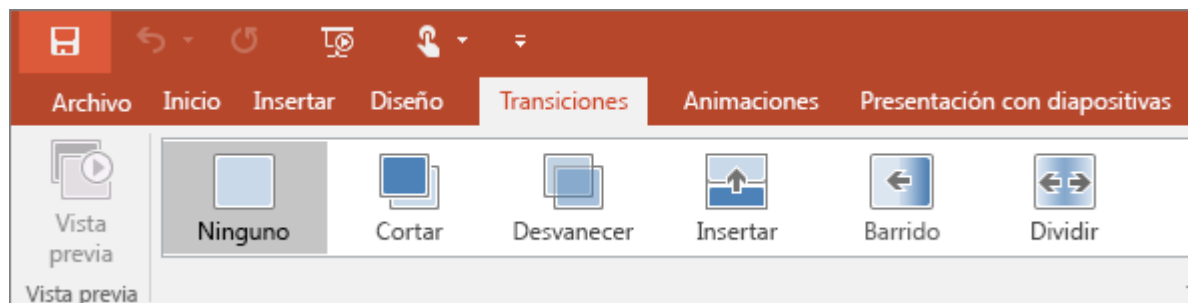 Archivo Inicio Insertar Diseño Transiciones Animaciones Presentación con diapositivas
Vista previa
Ninguno Cortar Desvanecer Insertar Barrido Dividir
Vista previa